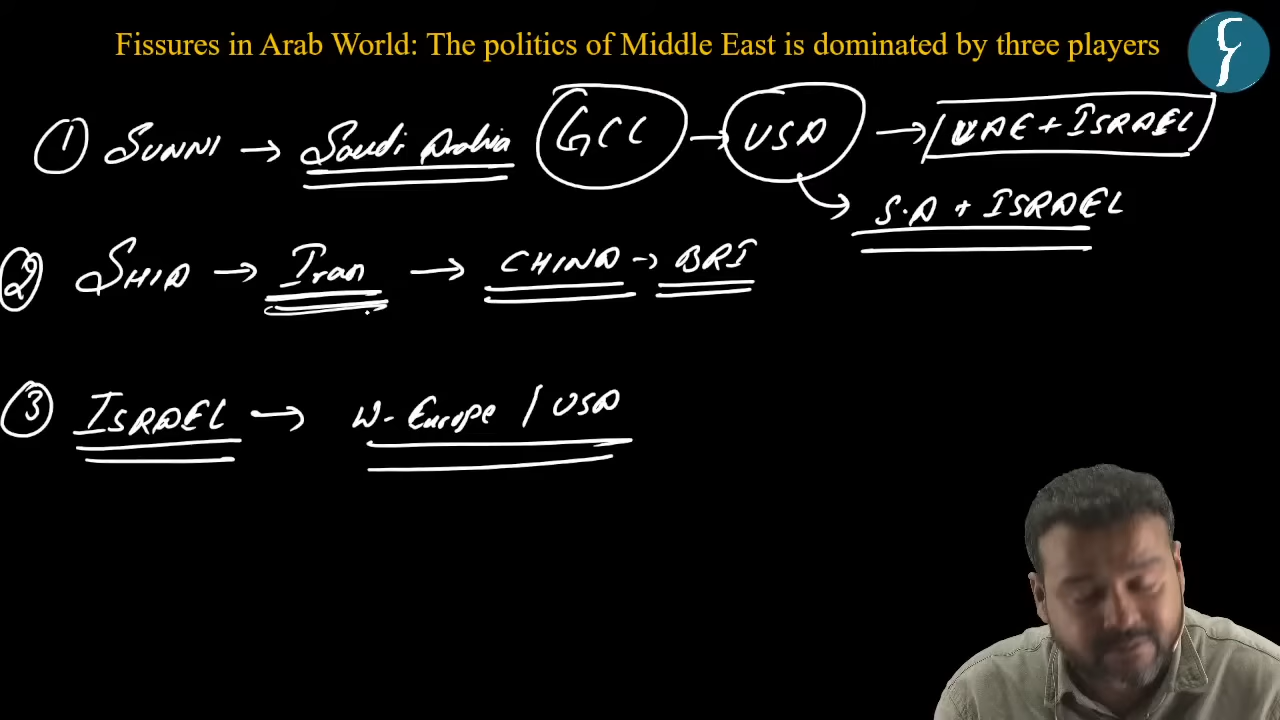 Fissures in Arab World: The politics of Middle East is dominated by three players
① SUNNI → Saudi Arabia GCC → USA → UAE + ISRAEL
S.A + ISRAEL
② SHIA → Iran → CHINA → BRI
③ ISRAEL → W-Europe / USA